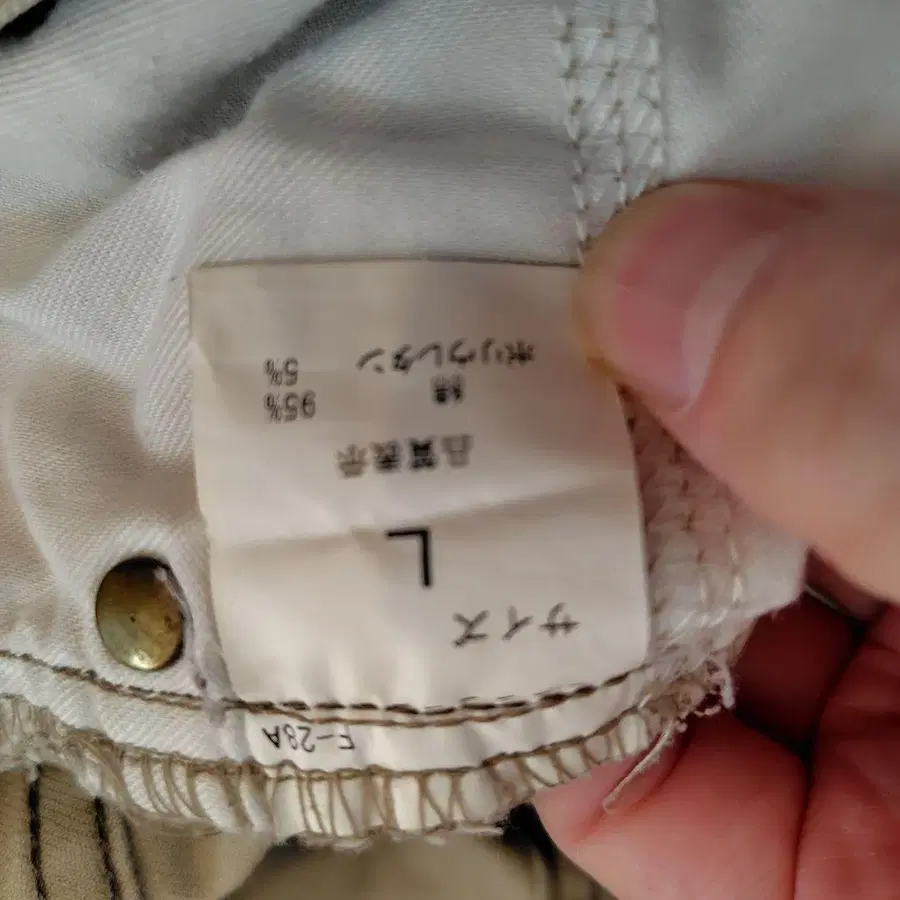 F-28A
サイズ
L
品質表示
綿 95%
ポリウレタン 5%